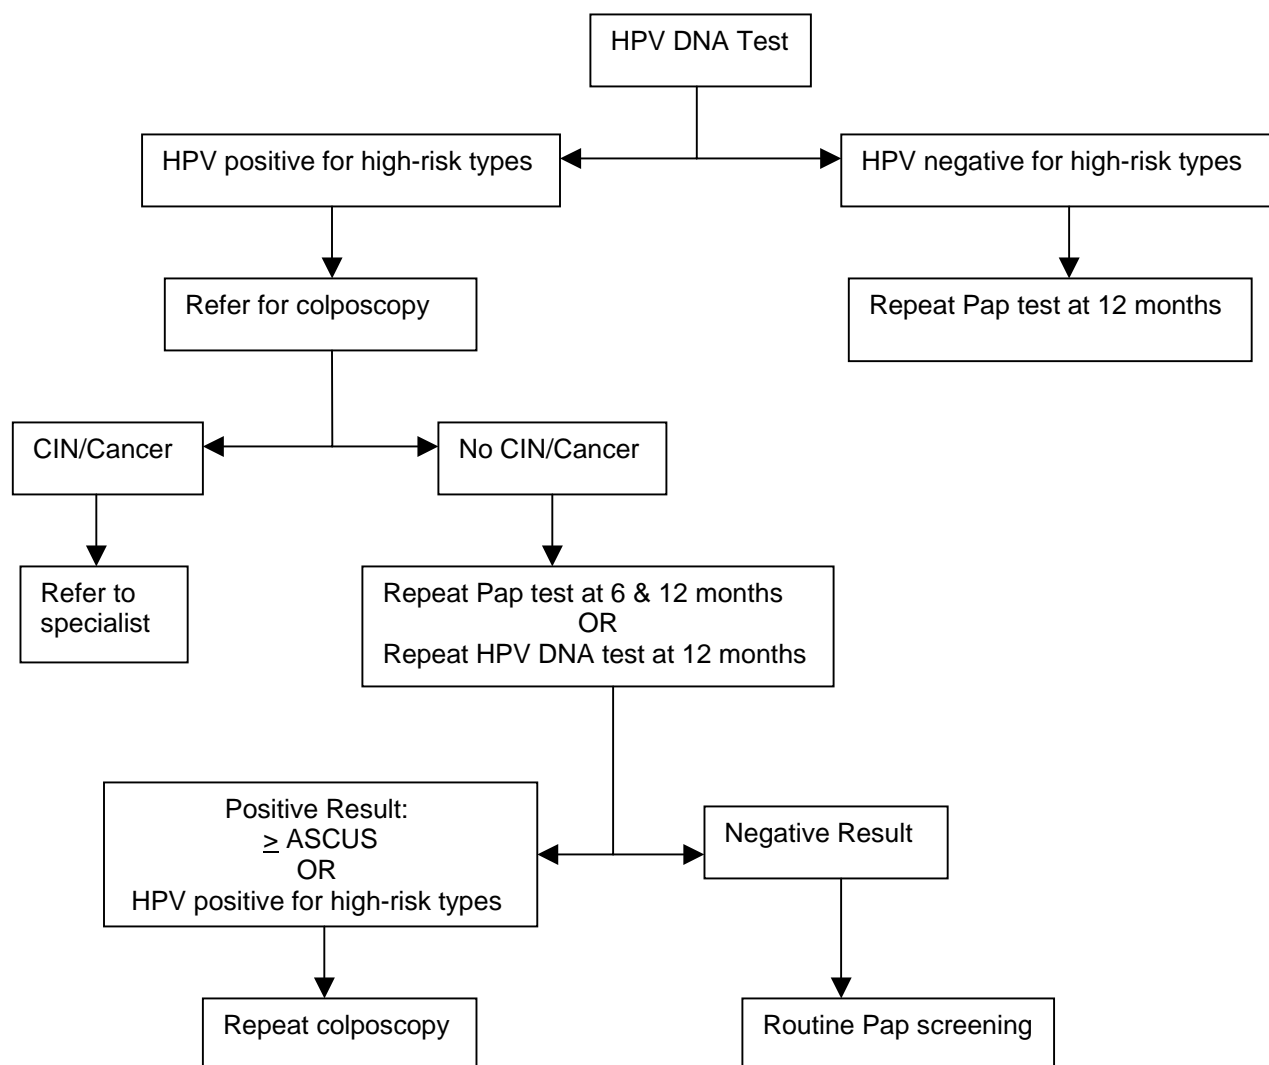 HPV DNA Test
HPV positive for high-risk types
HPV negative for high-risk types
Refer for colposcopy
Repeat Pap test at 12 months
CIN/Cancer
No CIN/Cancer
Refer to
specialist
Repeat Pap test at 6 & 12 months
OR
Repeat HPV DNA test at 12 months
Positive Result:
≥ ASCUS
OR
HPV positive for high-risk types
Negative Result
Repeat colposcopy
Routine Pap screening